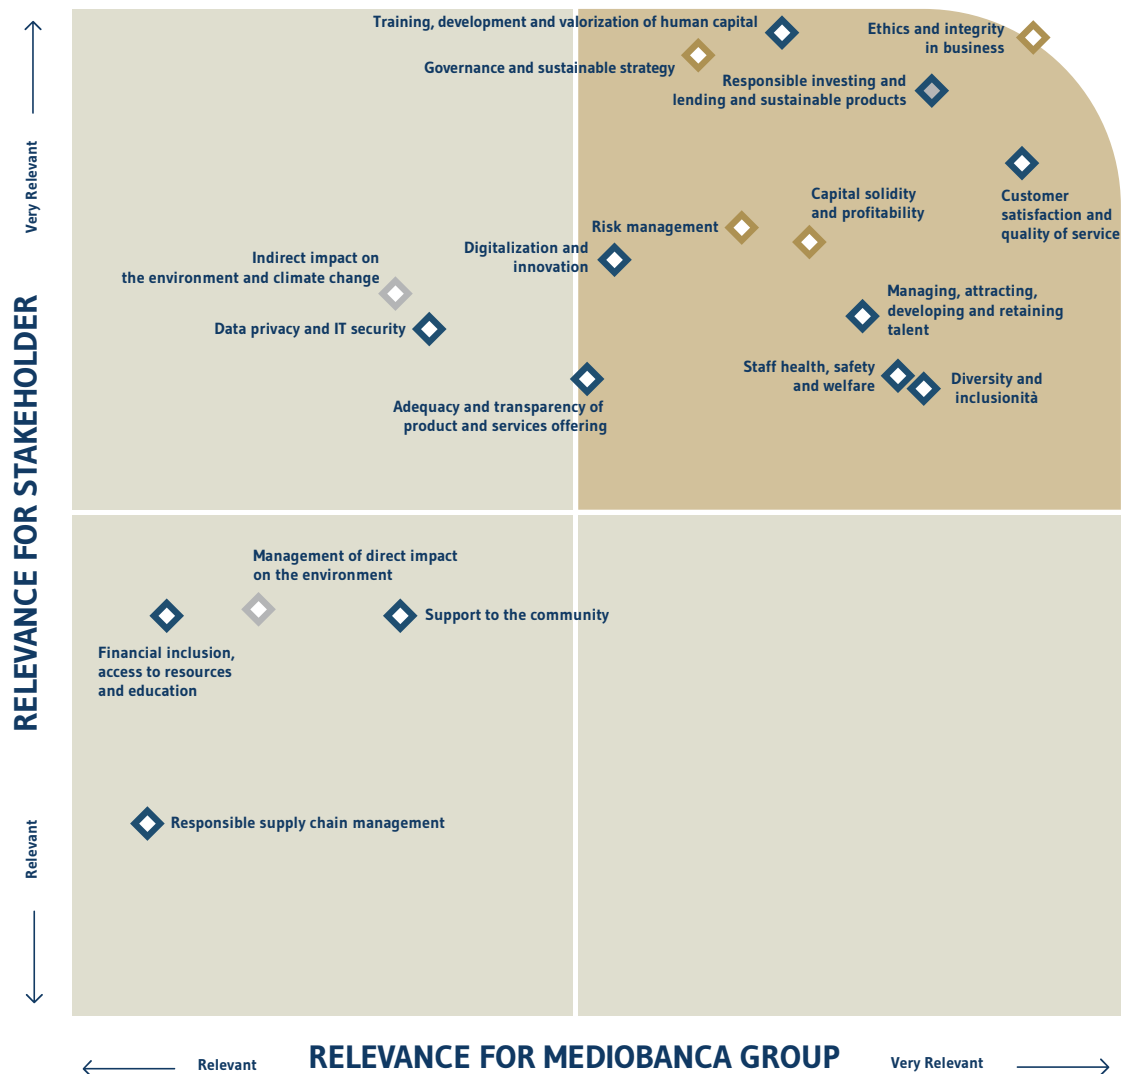 Training, development and valorization of human capital
Ethics and integrity
in business
Governance and sustainable strategy
Responsible investing and
lending and sustainable products
Very Relevant
Customer
satisfaction and
quality of service
Capital solidity
and profitability
Risk management
Digitalization and
innovation
Indirect impact on
the environment and climate change
Data privacy and IT security
Managing, attracting,
developing and retaining
talent
Staff health, safety
and welfare
Diversity and
inclusionità
Adequacy and transparency of
product and services offering
RELEVANCE FOR STAKEHOLDER
Management of direct impact
on the environment
Support to the community
Financial inclusion,
access to resources
and education
Responsible supply chain management
Relevant
Relevant
RELEVANCE FOR MEDIOBANCA GROUP
Very Relevant